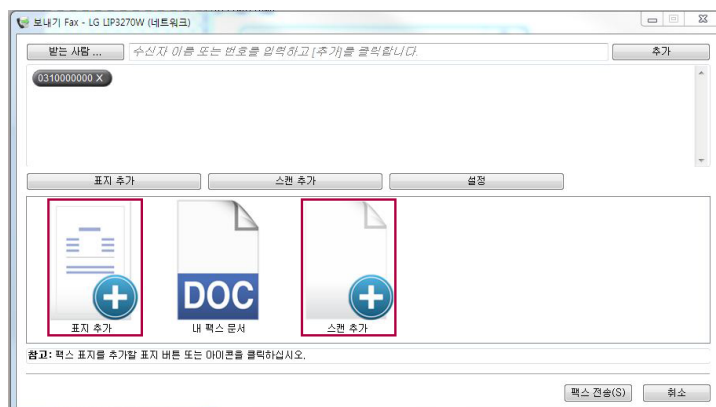 보내기 Fax - LG LIP3270W (네트워크)
받는 사람 ... 수신자 이름 또는 번호를 입력하고 [추가]를 클릭합니다. 추가
0310000000 X
표지 추가 스캔 추가 설정
DOC
표지 추가 내 팩스 문서 스캔 추가
참고: 팩스 표지를 추가할 표지 버튼 또는 아이콘을 클릭하십시오.
팩스 전송(S) 취소